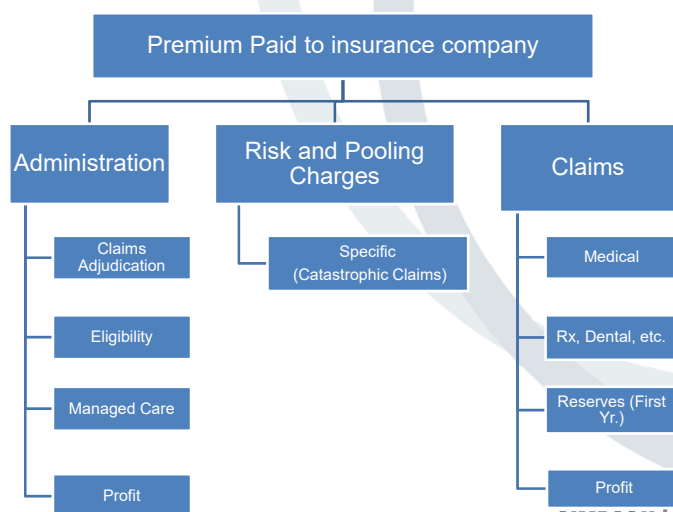 Premium Paid to insurance company
Administration
Risk and Pooling
Charges
Claims
Claims
Adjudication
Specific
(Catastrophic Claims)
Medical
Eligibility
Rx, Dental, etc.
Managed Care
Reserves (First
Yr.)
Profit
Profit